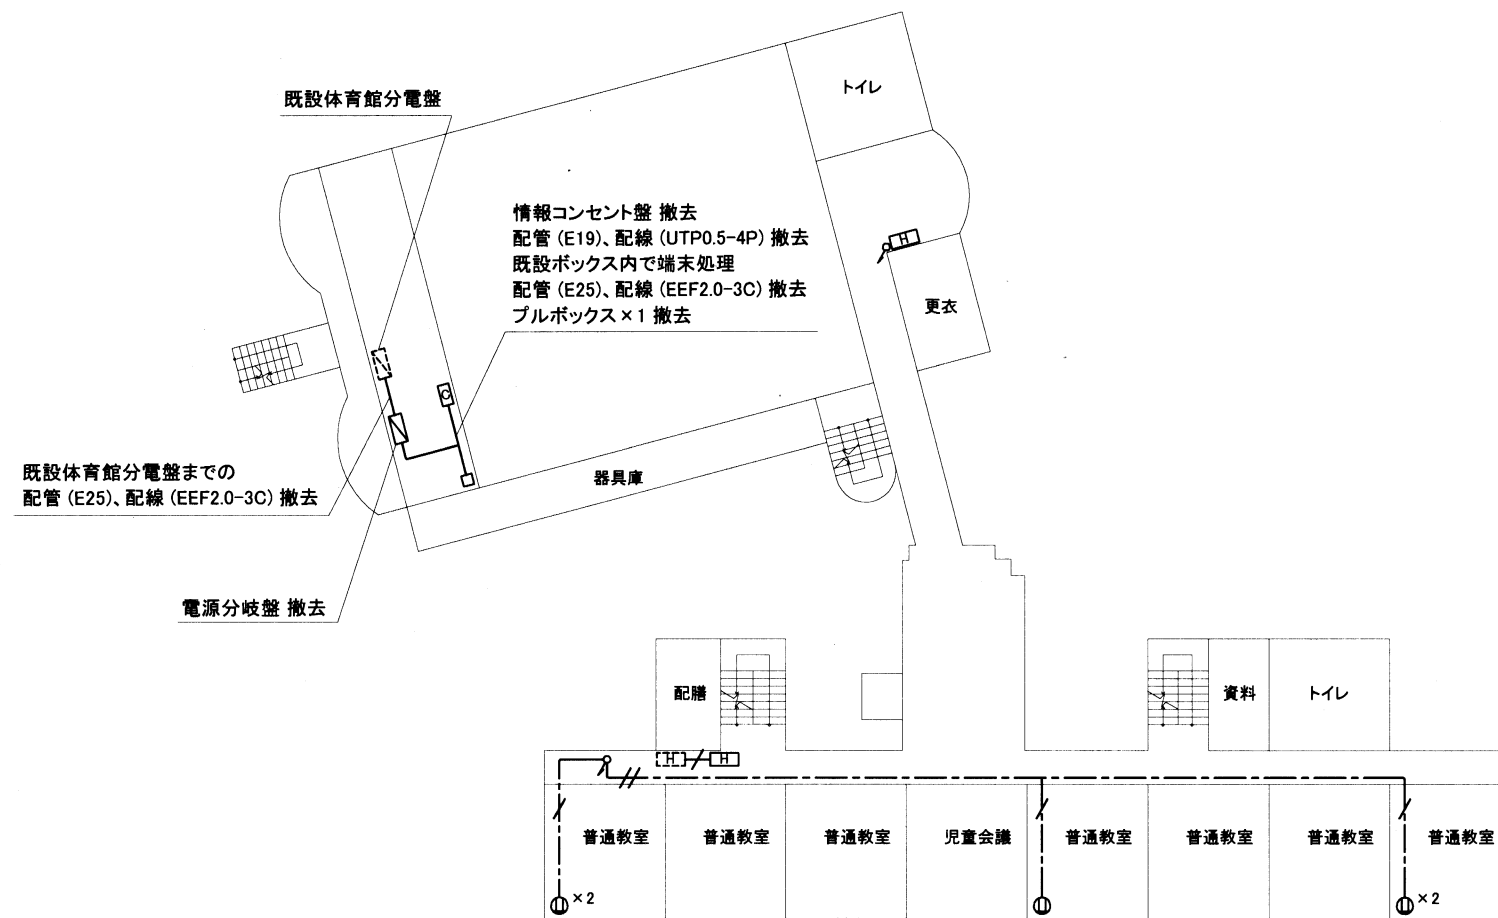 既設体育館分電盤
トイレ
情報コンセント盤 撤去
配管 (E19)、配線 (UTP0.5-4P) 撤去
既設ボックス内で端末処理
配管 (E25)、配線 (EEF2.0-3C) 撤去
プルボックス×1 撤去
H
更衣
C
既設体育館分電盤までの
配管 (E25)、配線 (EEF2.0-3C) 撤去
器具庫
電源分岐盤 撤去
配膳
資料
トイレ
H
H
普通教室
普通教室
普通教室
児童会議
普通教室
普通教室
普通教室
普通教室
×2
×2